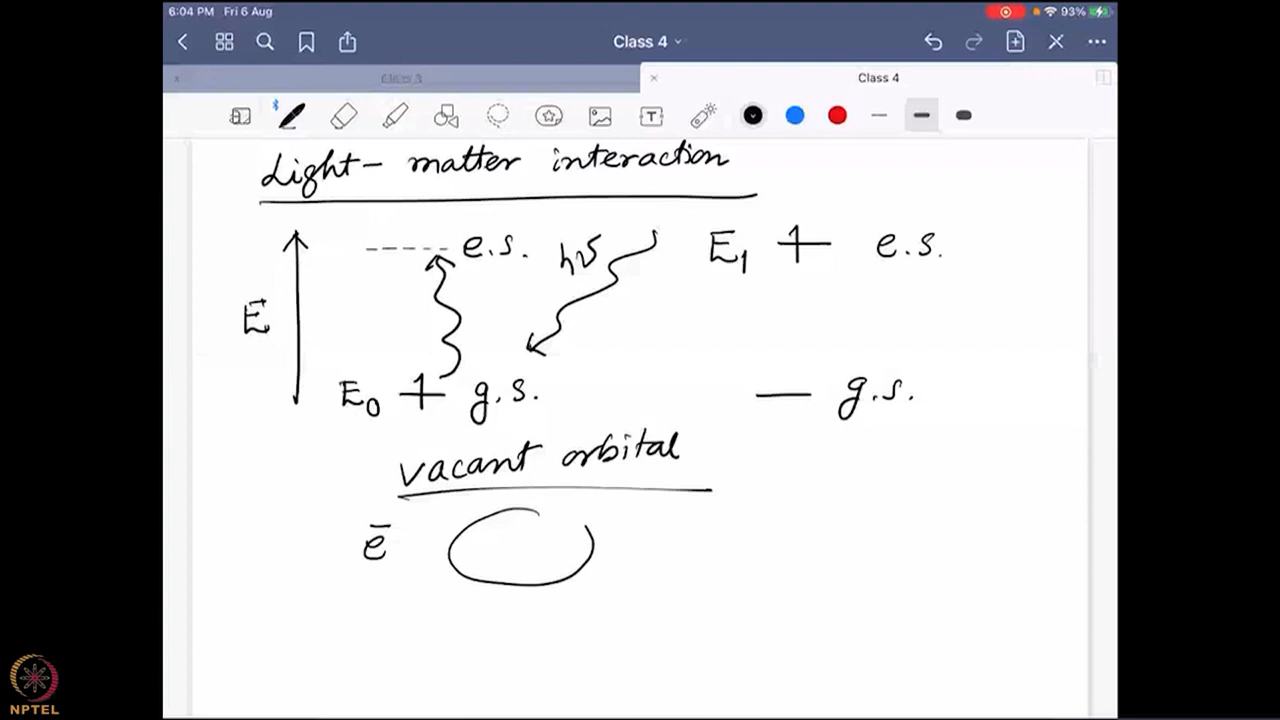 6:04 PM Fri 6 Aug
93%
Class 4
Class 3
Class 4
T
Light - matter interaction
e.s. hν E₁ e.s.
E
E₀ g.s. g.s.
vacant orbital
ē
NPTEL